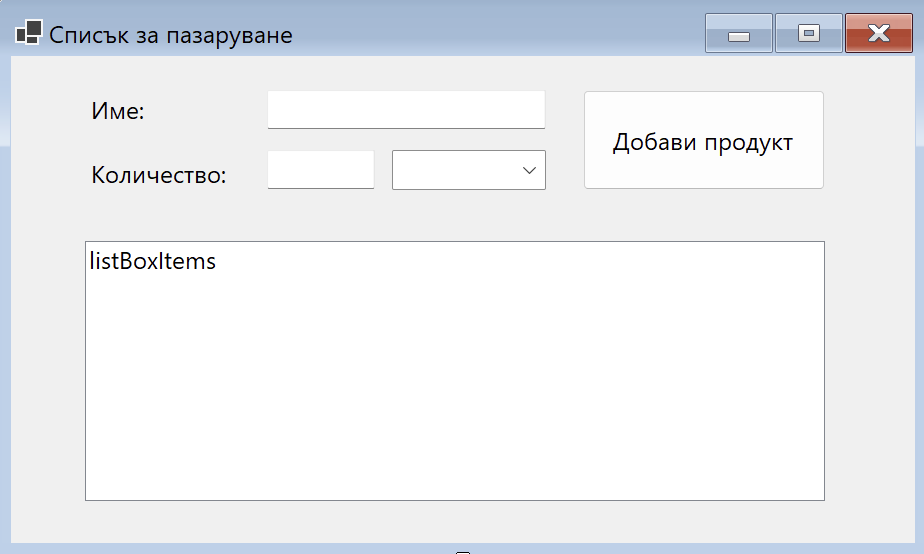 Списък за пазаруване
Име:
Добави продукт
Количество:
listBoxItems